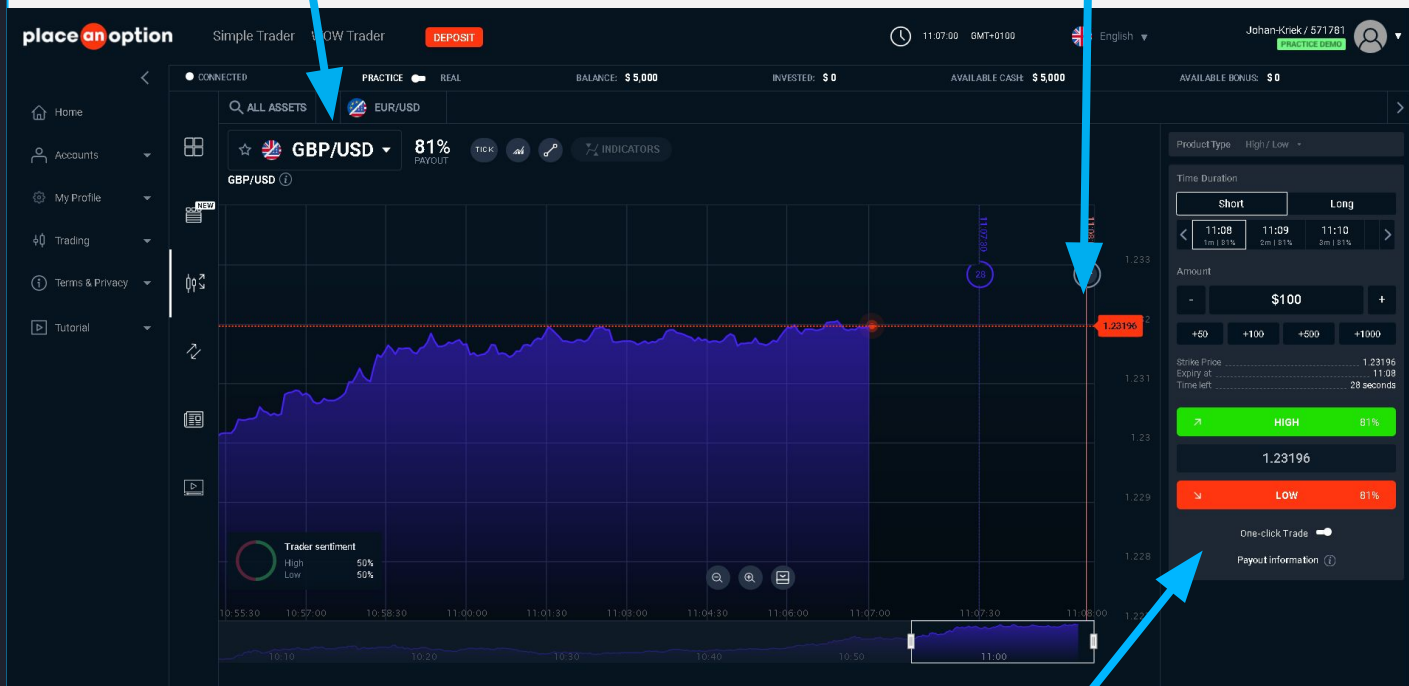 placeanoption
Simple Trader
WOW Trader
DEPOSIT
11:07:00 GMT+0100
English
Johan-Kriek / 571781
PRACTICE DEMO
CONNECTED
PRACTICE
REAL
BALANCE: $ 5,000
INVESTED: $ 0
AVAILABLE CASH: $ 5,000
AVAILABLE BONUS: $ 0
Home
Accounts
My Profile
Trading
Terms & Privacy
Tutorial
NEW
ALL ASSETS
EUR/USD
GBP/USD
81%
PAYOUT
TICK
INDICATORS
GBP/USD
11:07:30
28
11:08
1.233
1.23196
1.231
1.23
1.229
1.228
Trader sentiment
High 50%
Low 50%
10:55:30 10:57:00 10:58:30 11:00:00 11:01:30 11:03:00 11:04:30 11:06:00 11:07:00 11:07:30 11:08:00
10:10 10:20 10:30 10:40 10:50 11:00
Product Type High / Low
Time Duration
Short Long
11:08 11:09 11:10
1m | 81% 2m | 81% 3m | 81%
Amount
- $100 +
+50 +100 +500 +1000
Strike Price 1.23196
Expiry at 11:08
Time left 28 seconds
HIGH 81%
1.23196
LOW 81%
One-click Trade
Payout information